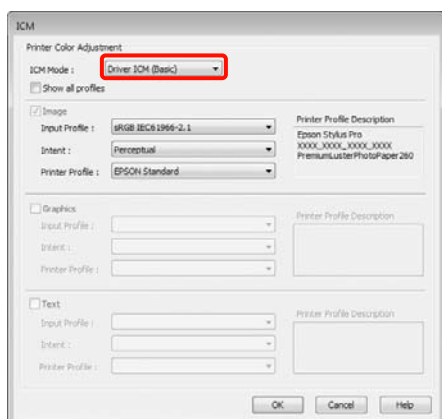 ICM
Printer Color Adjustment
ICM Mode : Driver ICM (Basic)
Show all profiles
Image
Input Profile : sRGB IEC61966-2.1
Intent : Perceptual
Printer Profile : EPSON Standard
Printer Profile Description
Epson Stylus Pro
XXXX_XXXX_XXXX_XXXX
PremiumLusterPhotoPaper260
Graphics
Input Profile :
Intent :
Printer Profile :
Printer Profile Description
Text
Input Profile :
Intent :
Printer Profile :
Printer Profile Description
OK Cancel Help